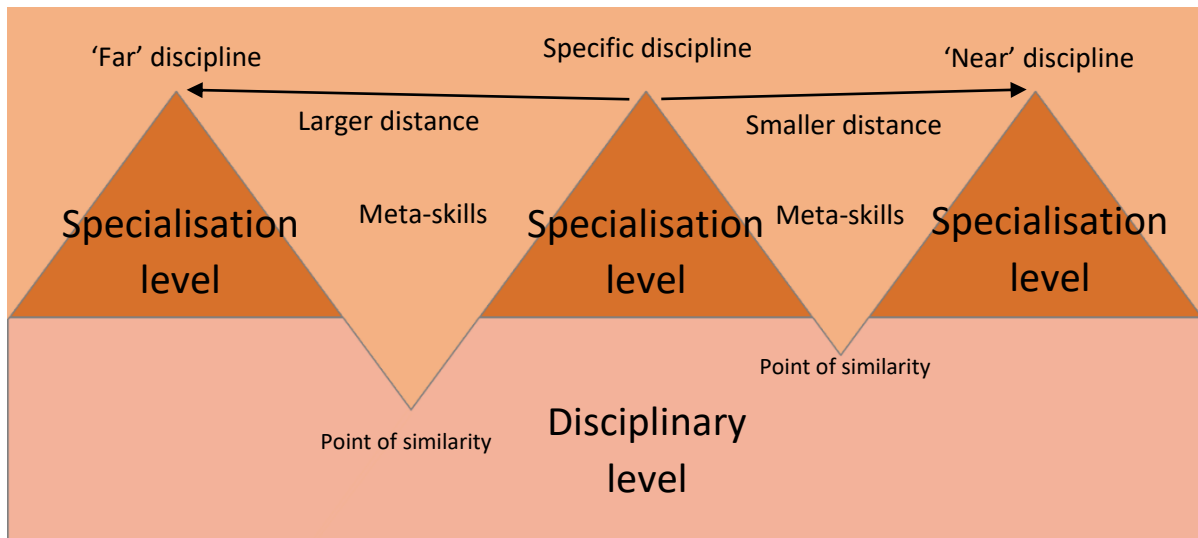 ‘Far’ discipline
Specific discipline
‘Near’ discipline
Larger distance
Smaller distance
Meta-skills
Meta-skills
Specialisation
level
Specialisation
level
Specialisation
level
Point of similarity
Point of similarity
Disciplinary
level